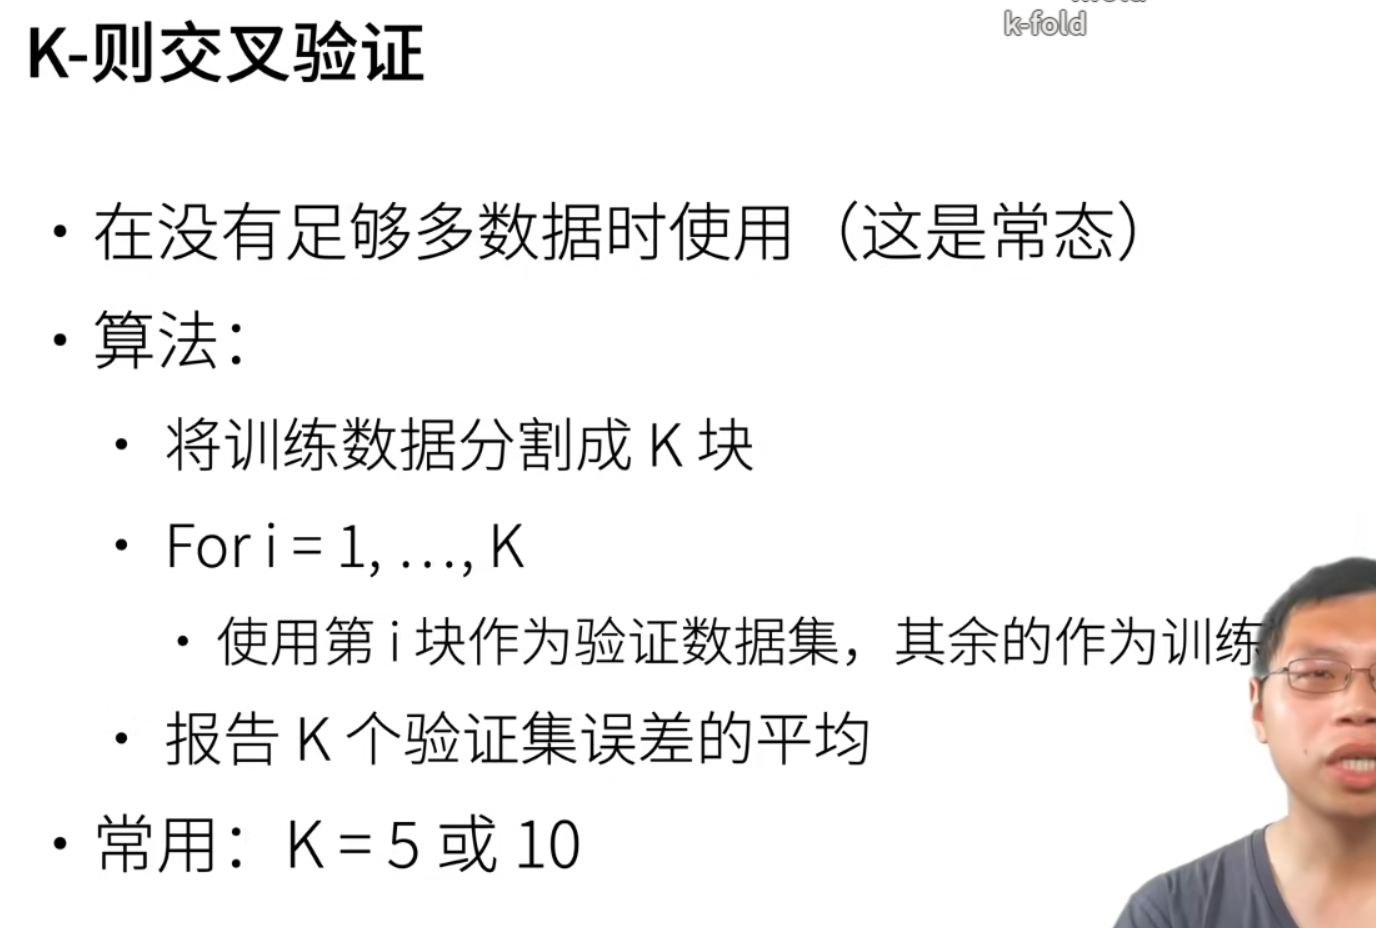 k-fold
K-则交叉验证
• 在没有足够多数据时使用（这是常态）
• 算法：
• 将训练数据分割成 K 块
• For i = 1, …, K
• 使用第 i 块作为验证数据集，其余的作为训练
• 报告 K 个验证集误差的平均
• 常用：K = 5 或 10